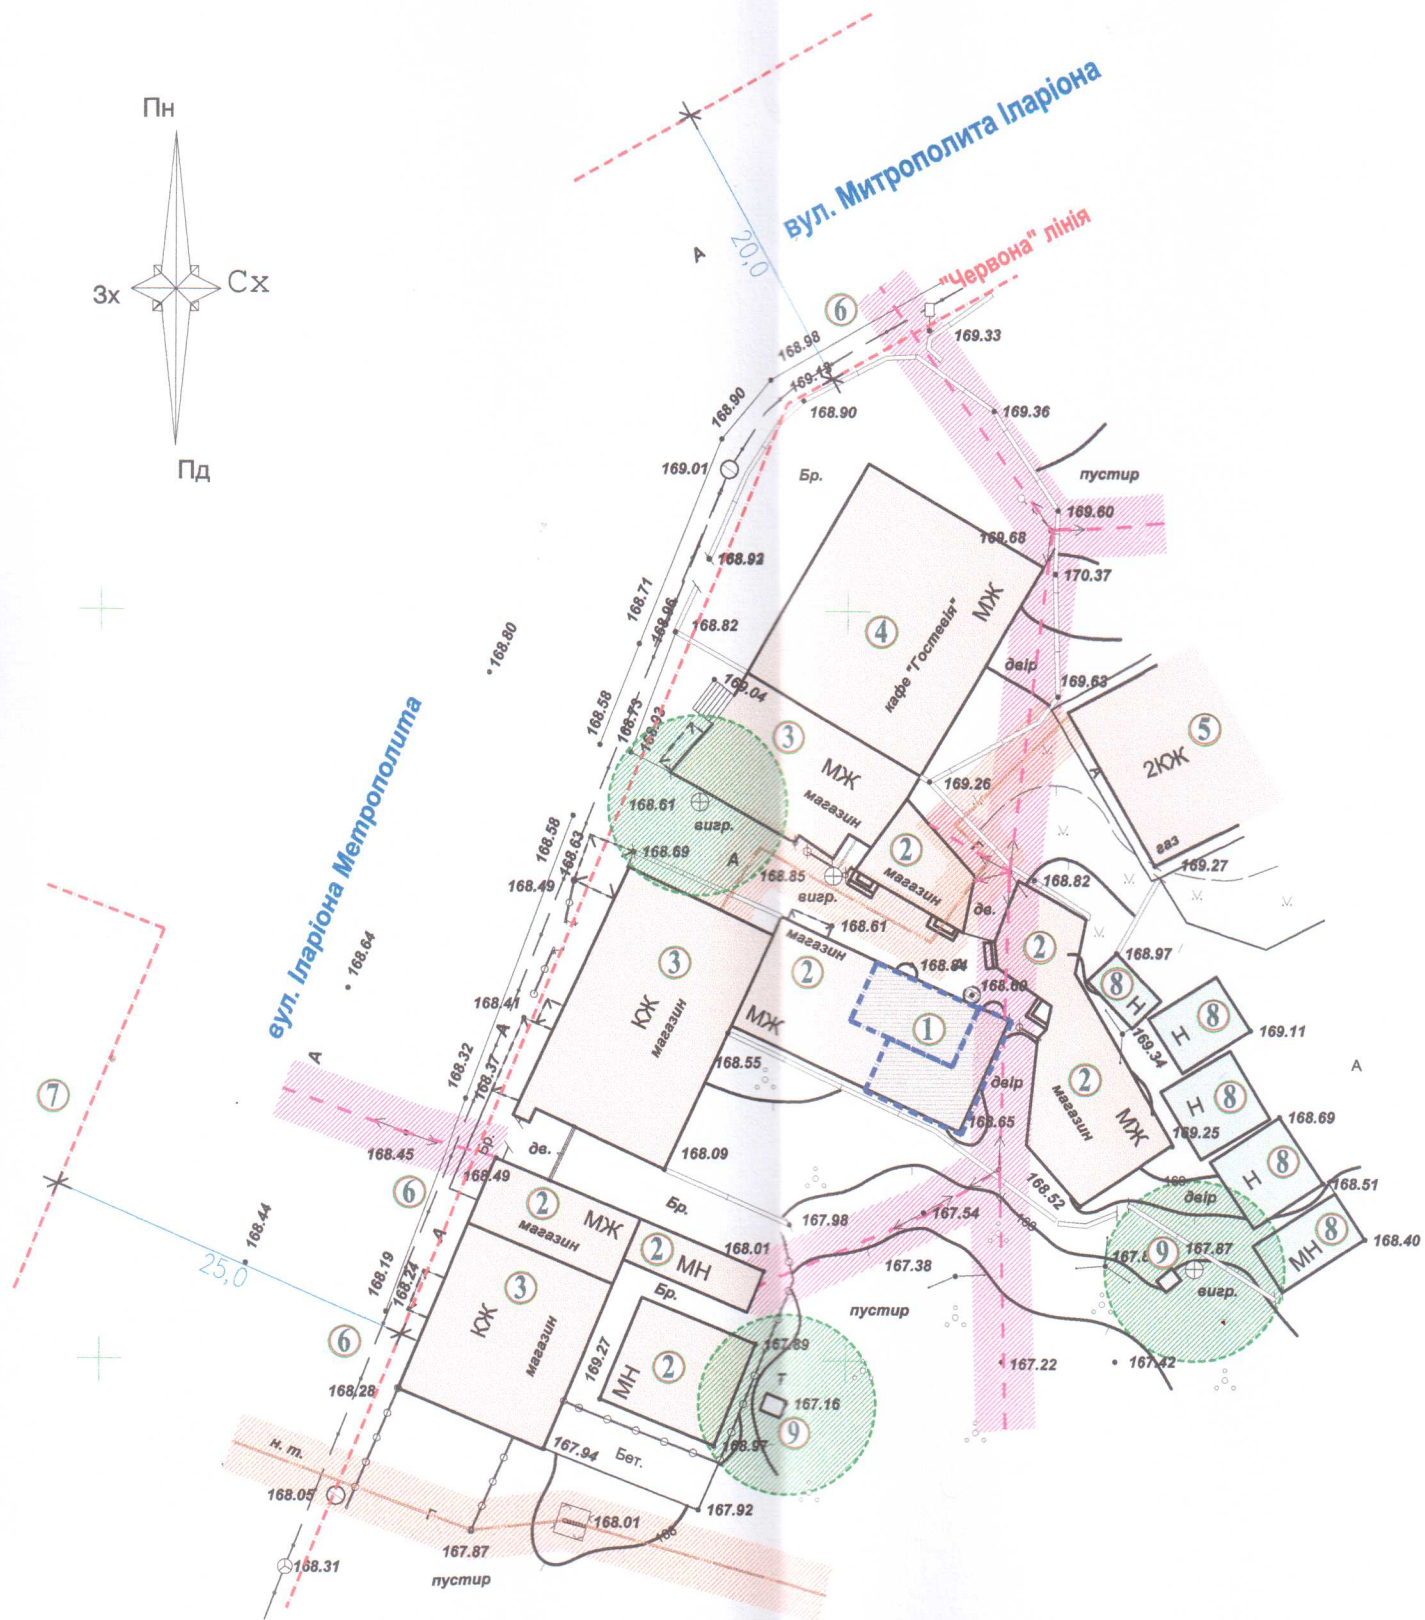 Пн
вул. Митрополита Іларіона
20,0
А
"Червона" лінія
Зх
Сх
6
169.33
168.98
169.13
168.90
168.90
169.36
Пд
169.01
Бр.
пустир
169.60
169.68
168.92
170.37
168.71
168.96
168.82
4
МЖ
кафе "Гостевія"
168.80
двір
169.63
169.04
168.58
168.73
168.93
3
МЖ
магазин
5
2КЖ
А
169.26
168.61
вигр.
вул. Іларіона Метрополита
168.58
168.63
168.69
А
2
магазин
Г
газ
169.27
168.49
168.85
вигр.
168.82
дв.
168.61
магазин
2
МЖ
2
168.64
3
КЖ
магазин
168.84
168.97
8
Н
168.60
168.41
А
1
Н
8
169.11
169.34
А
А
168.32
168.37
168.55
двір
2
магазин
МЖ
7
Н
8
168.65
169.25
168.69
Бр.
дв.
168.45
168.49
168.09
Н
8
6
168.52
двір
168.51
2
МЖ
магазин
Бр.
167.98
167.54
168.44
А
2
МН
168.01
9
167.87
вигр.
МН
8
168.40
25,0
168.19
168.24
167.38
3
КЖ
магазин
Бр.
пустир
6
169.27
2
МН
167.89
167.22
167.42
168.28
Т
167.16
9
н. т.
167.94
Бет.
168.97
168.05
Г
168.01
167.92
167.87
168.31
пустир